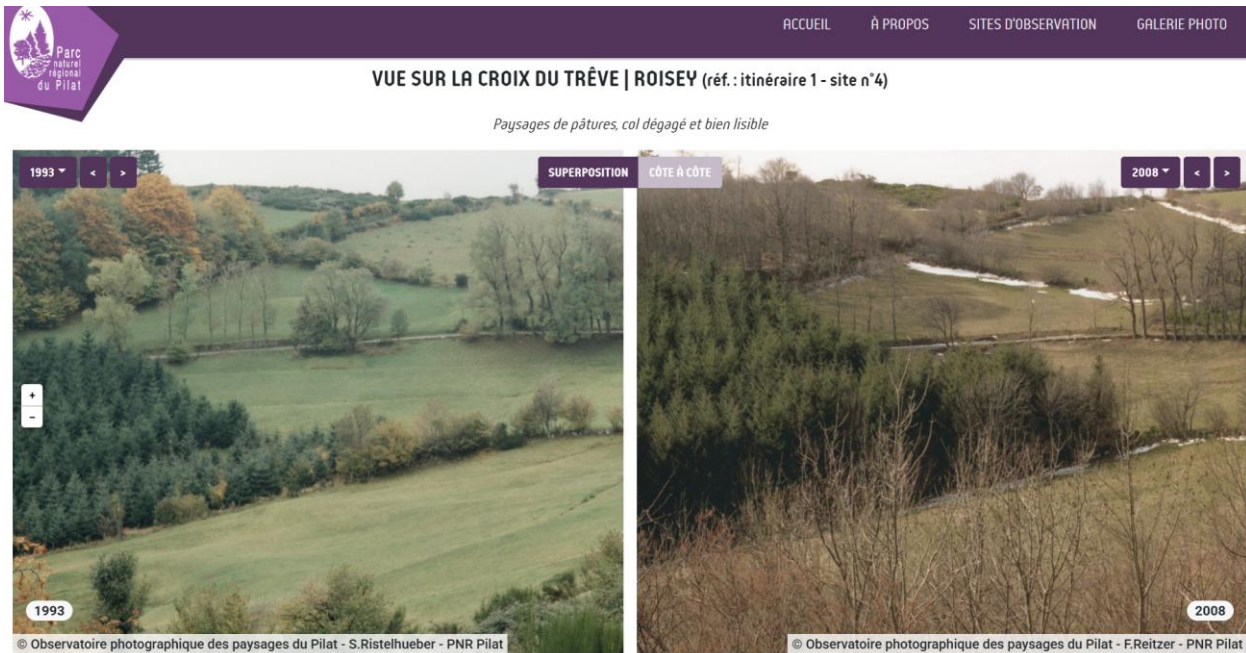 Parc
naturel
régional
du Pilat
ACCUEIL À PROPOS SITES D'OBSERVATION GALERIE PHOTO
VUE SUR LA CROIX DU TRÊVE | ROISEY (réf. : itinéraire 1 - site n°4)
Paysages de pâtures, col dégagé et bien lisible
1993 < >
SUPERPOSITION CÔTE À CÔTE
2008 < >
+
-
1993
2008
© Observatoire photographique des paysages du Pilat - S.Ristelhueber - PNR Pilat
© Observatoire photographique des paysages du Pilat - F.Reitzer - PNR Pilat